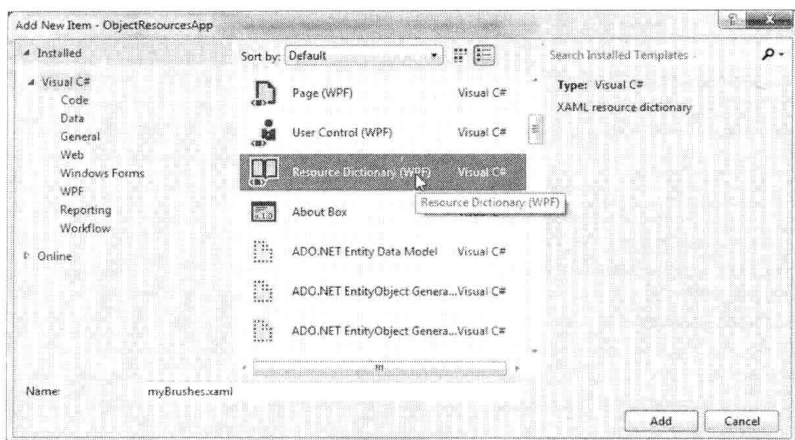 Add New Item - ObjectResourcesApp
Installed
Sort by: Default
Search Installed Templates
Visual C#
Code
Data
General
Web
Windows Forms
WPF
Reporting
Workflow
Online
Page (WPF) Visual C#
User Control (WPF) Visual C#
Resource Dictionary (WPF) Visual C#
Resource Dictionary (WPF)
About Box
ADO.NET Entity Data Model Visual C#
ADO.NET EntityObject Genera...Visual C#
ADO.NET EntityObject Genera...Visual C#
Type: Visual C#
XAML resource dictionary
Name: myBrushes.xaml
Add Cancel